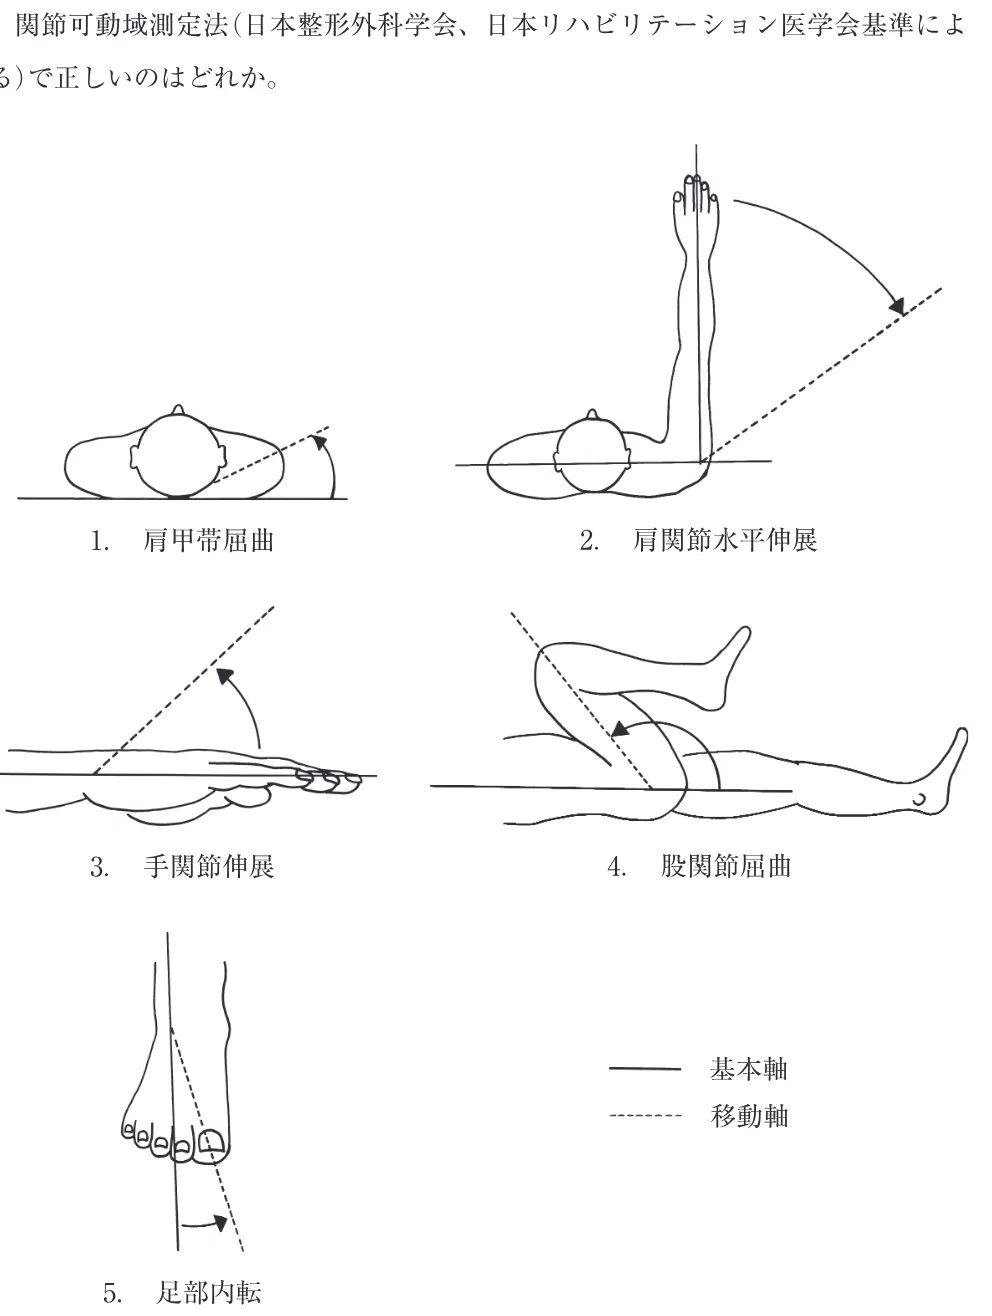 関節可動域測定法(日本整形外科学会、日本リハビリテーション医学会基準によ
る)で正しいのはどれか。
1. 肩甲帯屈曲
2. 肩関節水平伸展
3. 手関節伸展
4. 股関節屈曲
基本軸
移動軸
5. 足部内転